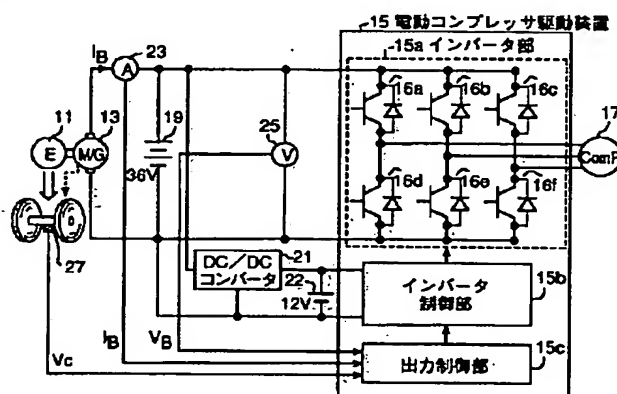 15 電動コンプレッサ駆動装置
15a インバータ部
I_B
A
23
16a
16b
16c
11
13
19
17
E
M/G
25
V
ComP
36V
16d
16e
16f
27
21
DC/DC
コンバータ
22
12V
インバータ
制御部
15b
Vc
I_B
V_B
出力制御部
15c